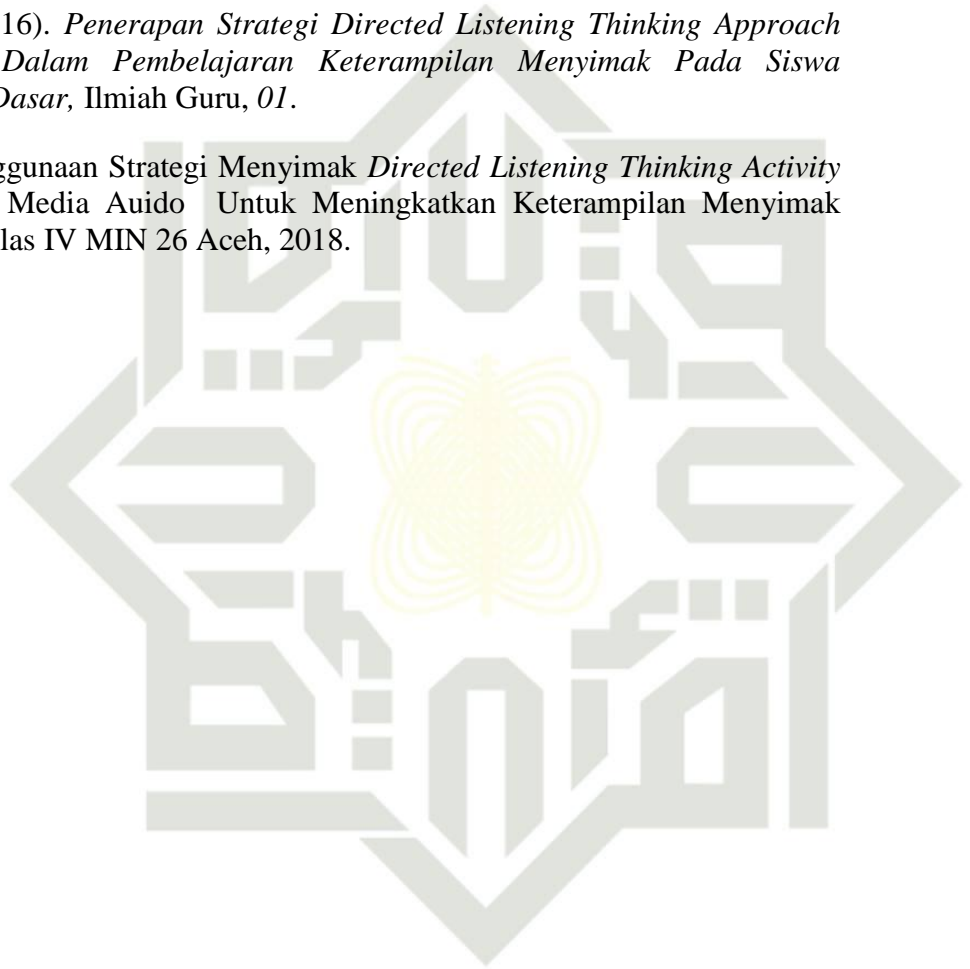 16). Penerapan Strategi Directed Listening Thinking Approach
Dalam Pembelajaran Keterampilan Menyimak Pada Siswa
Dasar, Ilmiah Guru, 01.
ggunaan Strategi Menyimak Directed Listening Thinking Activity
Media Auido Untuk Meningkatkan Keterampilan Menyimak
las IV MIN 26 Aceh, 2018.